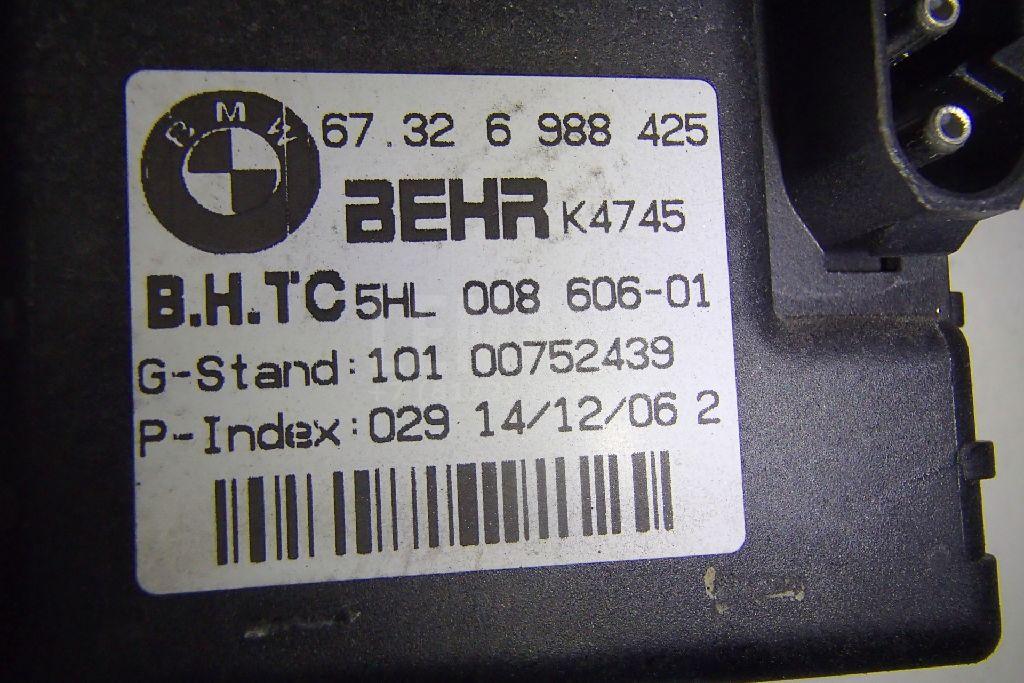 BMW 67.32 6 988 425
BEHR K4745
B.H.TC 5HL 008 606-01
G-Stand: 101 00752439
P-Index: 029 14/12/06 2